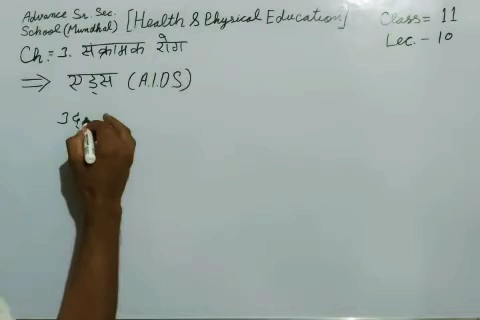 Advance Sr. Sec.
School (Mundhal) [Health & Physical Education]
Class = 11
Lec. - 10
Ch. = 3. संक्रामक रोग
⇒ एड्स (A.I.D.S)